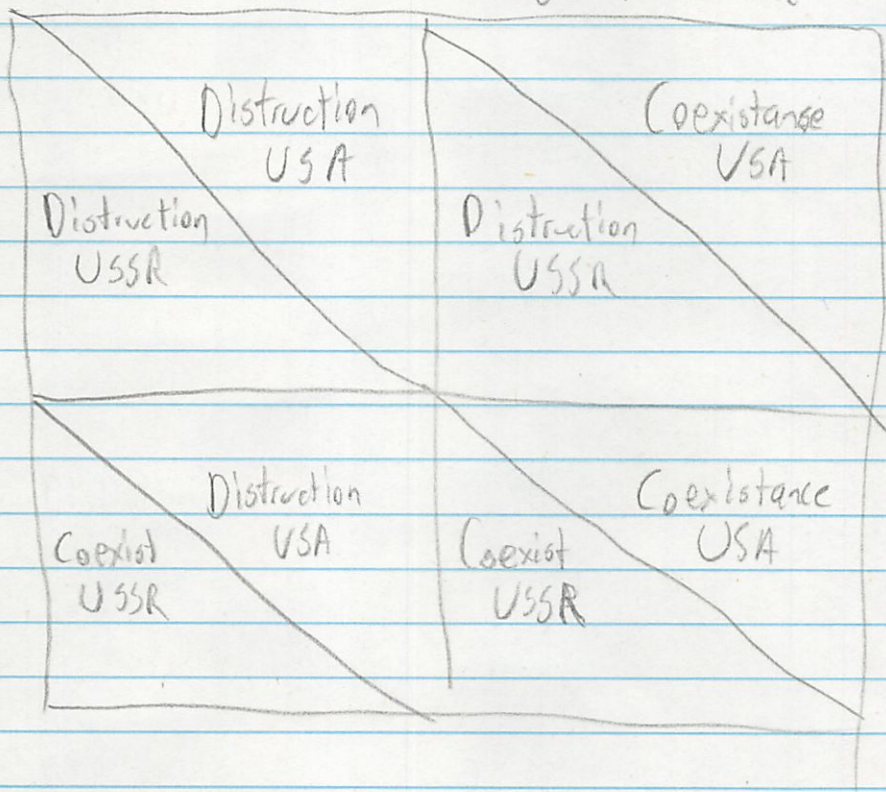 Distruction
USA
Distruction
USSR
Coexistanse
USA
Distruction
USSR
Distruction
USA
Coexist
USSR
Coexistance
USA
Coexist
USSR